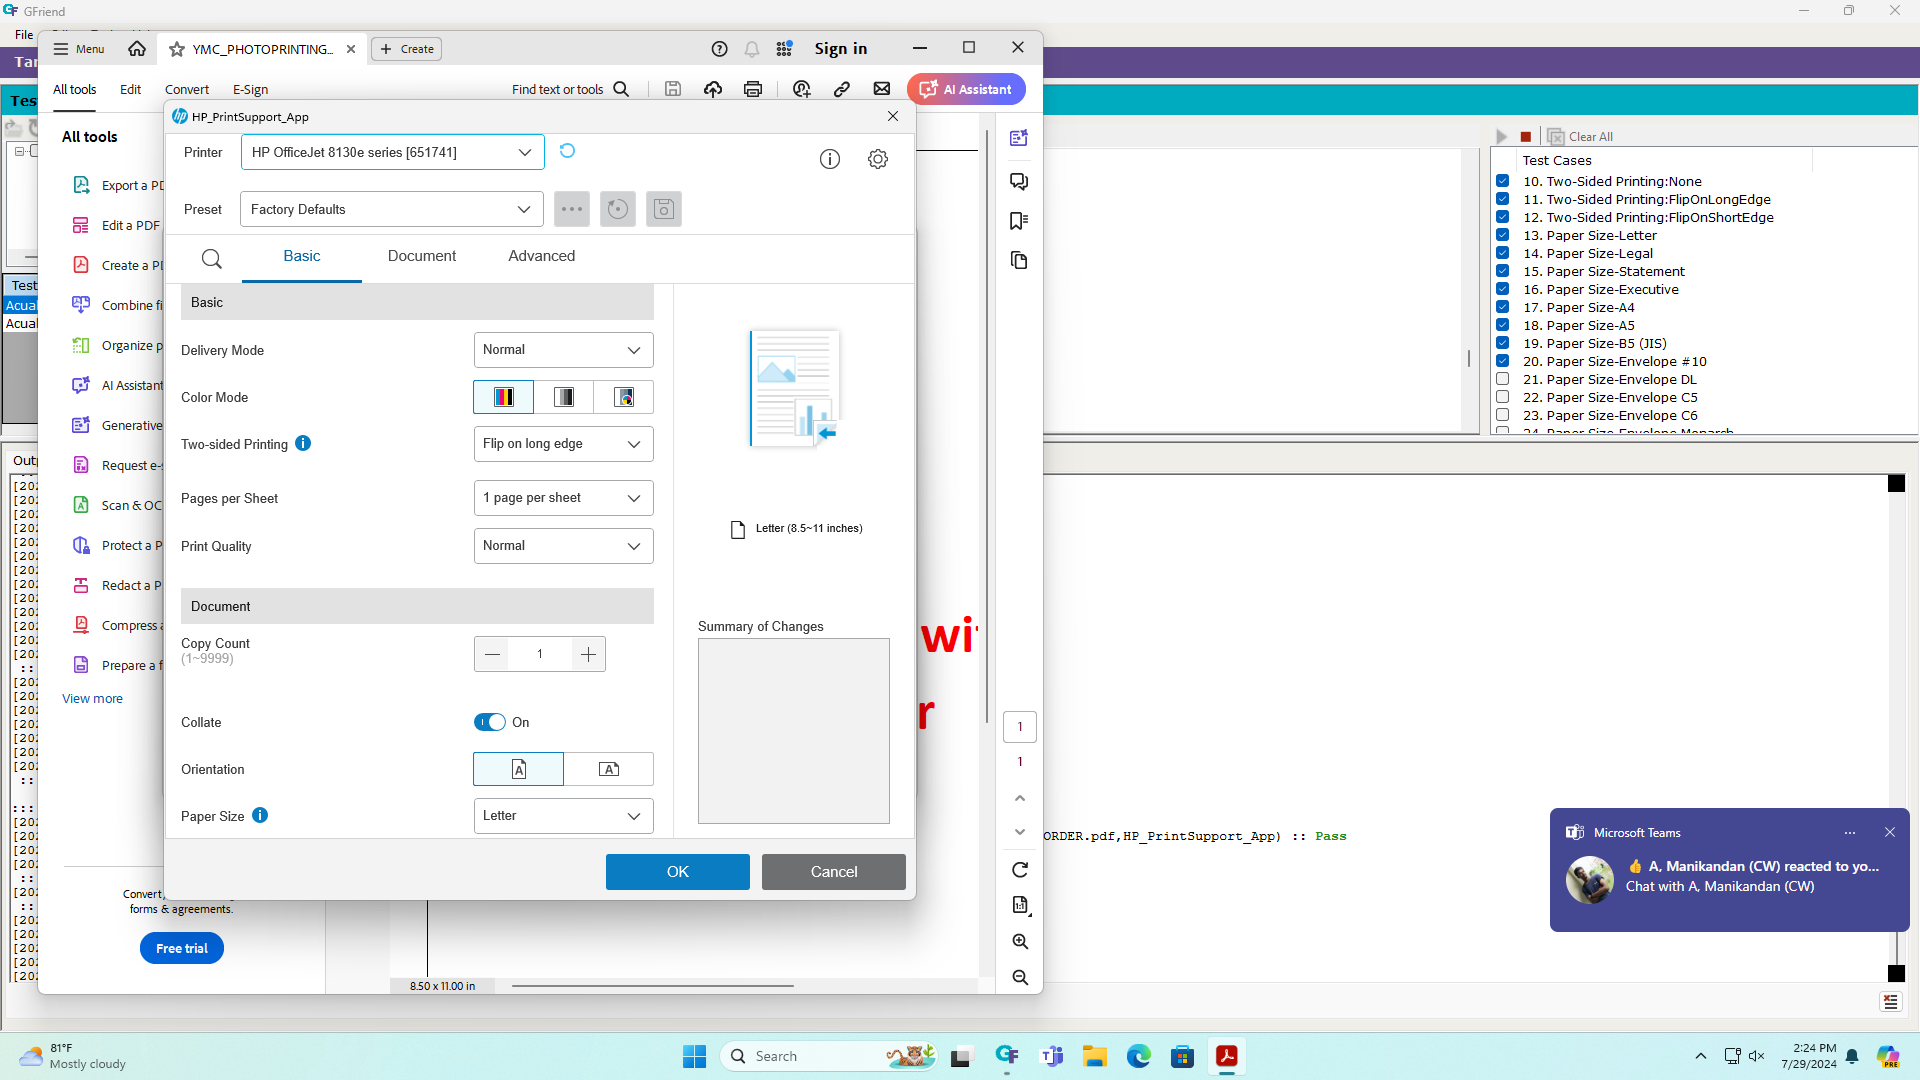 GFriend
File
Menu
YMC_PHOTOPRINTING...
Create
Sign in
All tools
Edit
Convert
E-Sign
Find text or tools
AI Assistant
All tools
Export a PD
Edit a PDF
Create a PD
Combine fi
Organize p
AI Assistant
Generative
Request e-s
Scan & OC
Protect a P
Redact a P
Compress a
Prepare a f
View more
Convert,
forms & agreements.
Free trial
HP_PrintSupport_App
Printer
HP OfficeJet 8130e series [651741]
Preset
Factory Defaults
Basic
Document
Advanced
Basic
Delivery Mode
Normal
Color Mode
Two-sided Printing
Flip on long edge
Pages per Sheet
1 page per sheet
Print Quality
Normal
Document
Copy Count
(1~9999)
1
Collate
On
Orientation
Paper Size
Letter
Letter (8.5~11 inches)
Summary of Changes
OK
Cancel
8.50 x 11.00 in
1
1
Clear All
Test Cases
10. Two-Sided Printing:None
11. Two-Sided Printing:FlipOnLongEdge
12. Two-Sided Printing:FlipOnShortEdge
13. Paper Size-Letter
14. Paper Size-Legal
15. Paper Size-Statement
16. Paper Size-Executive
17. Paper Size-A4
18. Paper Size-A5
19. Paper Size-B5 (JIS)
20. Paper Size-Envelope #10
21. Paper Size-Envelope DL
22. Paper Size-Envelope C5
23. Paper Size-Envelope C6
24. Paper Size-Envelope Monarch
ORDER.pdf,HP_PrintSupport_App) :: Pass
Microsoft Teams
👍 A, Manikandan (CW) reacted to yo...
Chat with A, Manikandan (CW)
81°F
Mostly cloudy
Search
2:24 PM
7/29/2024